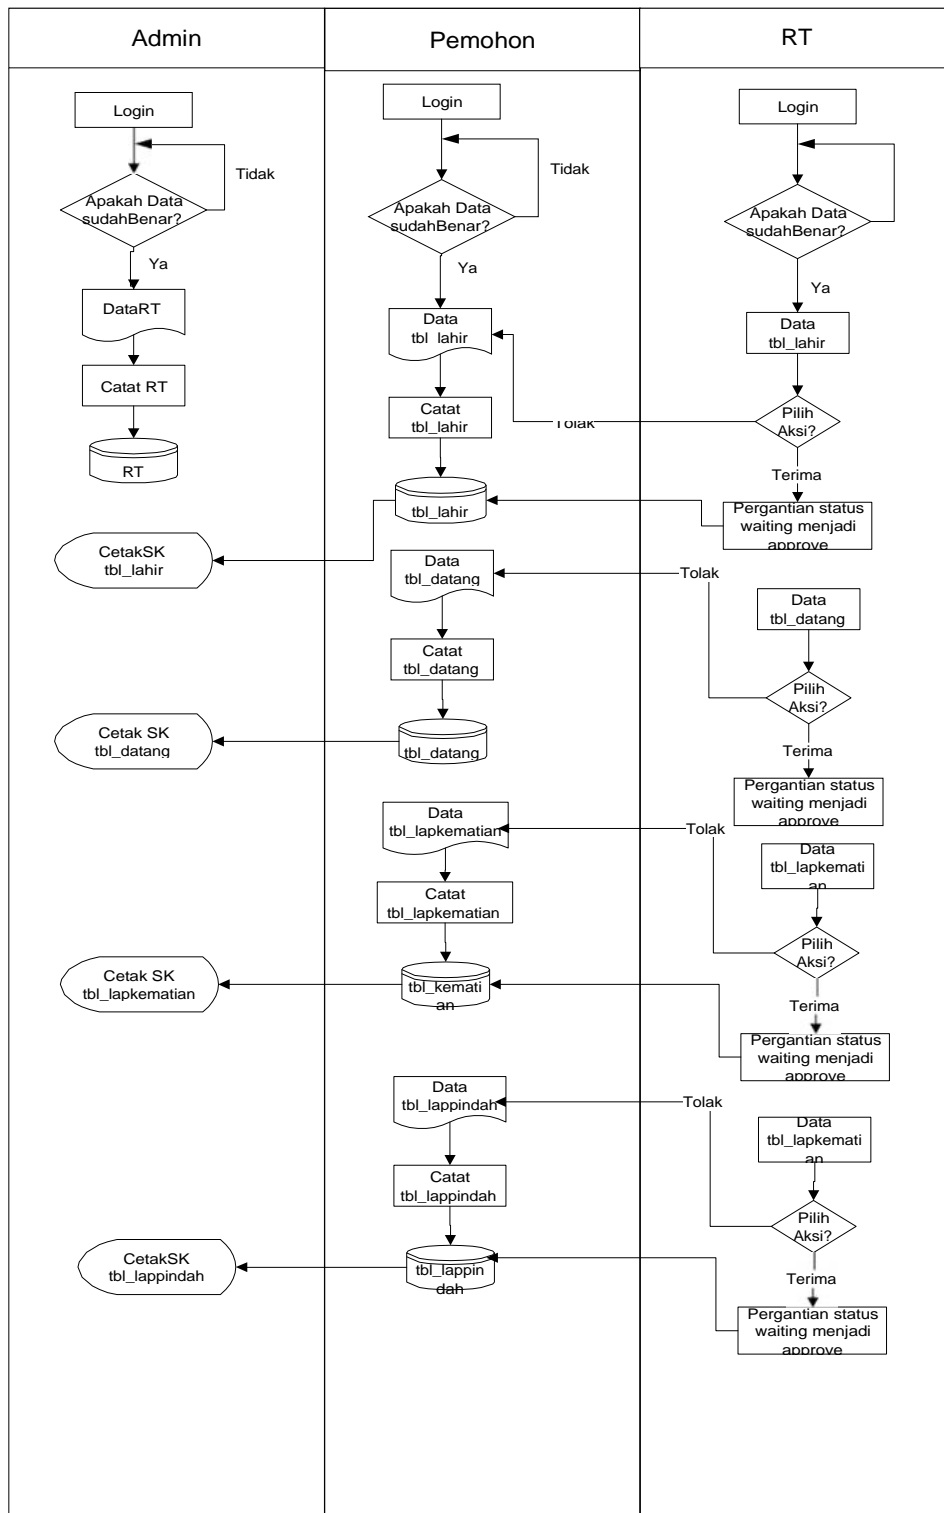 Admin
Pemohon
RT
Login
Tidak
Apakah Data
sudahBenar?
Ya
DataRT
Catat RT
RT
CetakSK
tbl_lahir
Cetak SK
tbl_datang
Cetak SK
tbl_lapkematian
CetakSK
tbl_lappindah
Login
Tidak
Apakah Data
sudahBenar?
Ya
Data
tbl_lahir
Catat
tbl_lahir
Tolak
tbl_lahir
Data
tbl_datang
Tolak
Catat
tbl_datang
tbl_datang
Data
tbl_lapkematian
Tolak
Catat
tbl_lapkematian
tbl_kemati
an
Data
tbl_lappindah
Tolak
Catat
tbl_lappindah
tbl_lappin
dah
Login
Apakah Data
sudahBenar?
Ya
Data
tbl_lahir
Pilih
Aksi?
Terima
Pergantian status
waiting menjadi
approve
Data
tbl_datang
Pilih
Aksi?
Terima
Pergantian status
waiting menjadi
approve
Data
tbl_lapkemati
an
Pilih
Aksi?
Terima
Pergantian status
waiting menjadi
approve
Data
tbl_lapkemati
an
Pilih
Aksi?
Terima
Pergantian status
waiting menjadi
approve